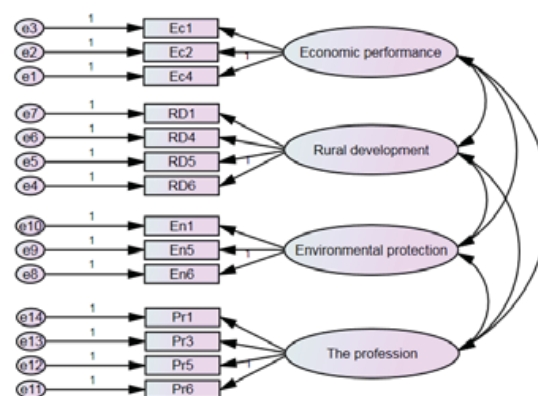 e3 1 Ec1
e2 1 Ec2 Economic performance
e1 1 Ec4 1
e7 1 RD1
e6 1 RD4
Rural development
e5 1 RD5 1
e4 1 RD6
e10 1 En1
e9 1 En5 Environmental protection
e8 1 En6 1
e14 1 Pr1
e13 1 Pr3
The profession
e12 1 Pr5 1
e11 1 Pr6